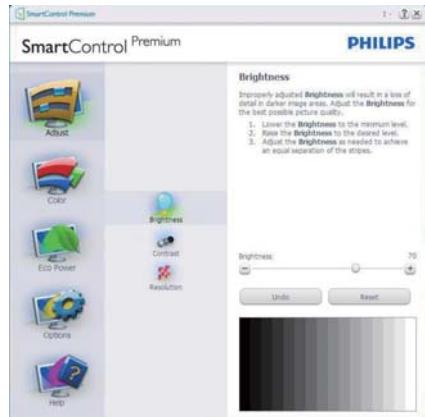 SmartControl Premium
SmartControl Premium
PHILIPS
Adjust
Color
Eco Power
Options
Help
Brightness
Contrast
Resolution
Brightness
Improperly adjusted Brightness will result in a loss of
detail in darker image areas. Adjust the Brightness for
the best possible picture quality.
1. Lower the Brightness to the minimum level.
2. Raise the Brightness to the desired level.
3. Adjust the Brightness as needed to achieve
an equal separation of the stripes.
Brightness: 70
Undo Reset